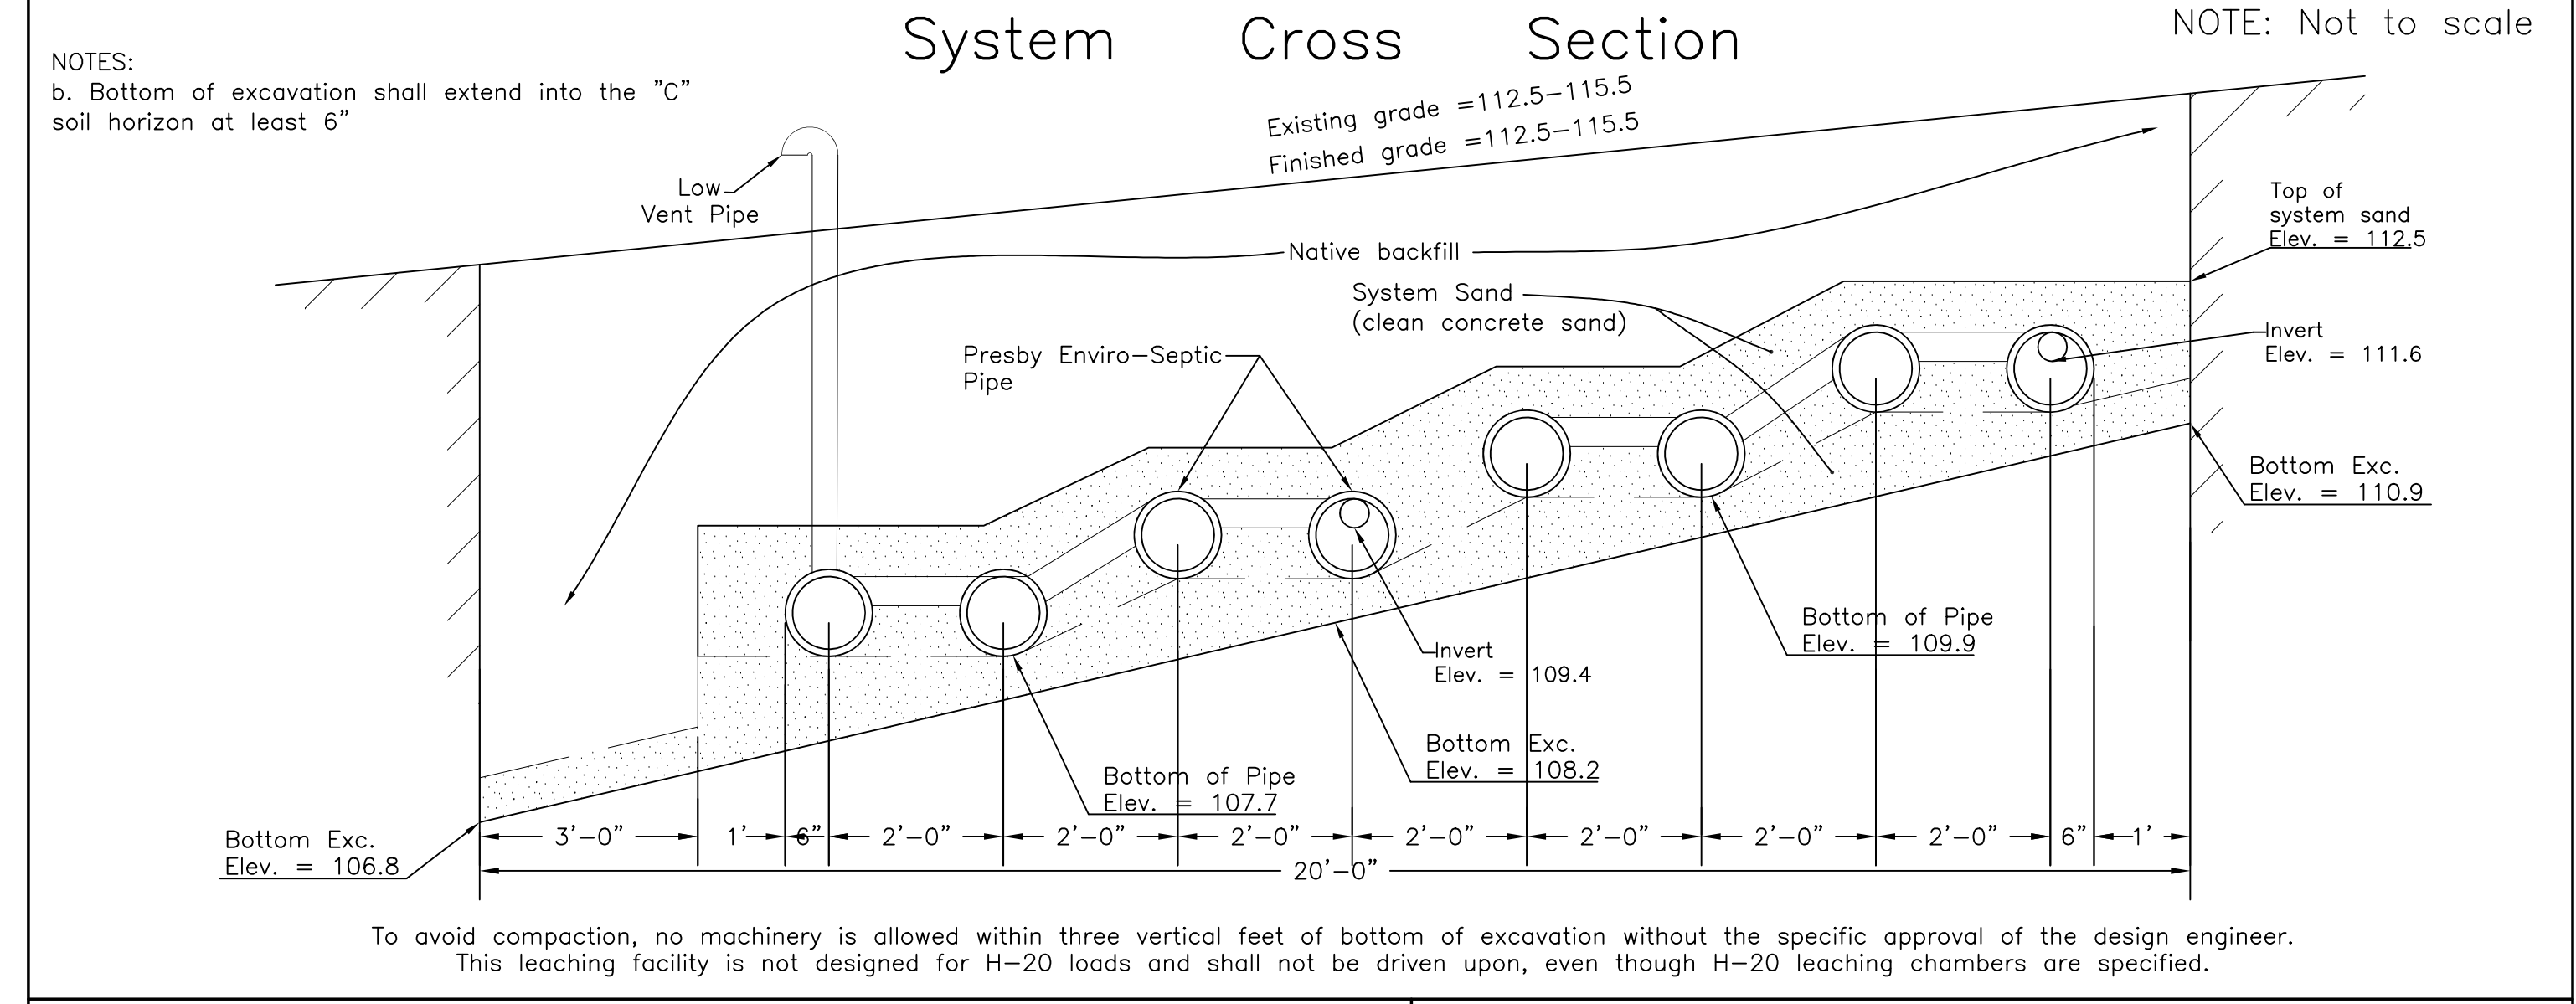 System Cross Section
NOTE: Not to scale
NOTES:
b. Bottom of excavation shall extend into the "C"
soil horizon at least 6"
Existing grade =112.5-115.5
Finished grade =112.5-115.5
Low
Vent Pipe
Top of
system sand
Elev. = 112.5
Native backfill
System Sand
(clean concrete sand)
Invert
Elev. = 111.6
Presby Enviro-Septic
Pipe
Bottom Exc.
Elev. = 110.9
Bottom of Pipe
Elev. = 109.9
Invert
Elev. = 109.4
Bottom Exc.
Elev. = 108.2
Bottom of Pipe
Elev. = 107.7
Bottom Exc.
Elev. = 106.8
3'-0" 1' 6" 2'-0" 2'-0" 2'-0" 2'-0" 2'-0" 2'-0" 2'-0" 6" 1'
20'-0"
To avoid compaction, no machinery is allowed within three vertical feet of bottom of excavation without the specific approval of the design engineer.
This leaching facility is not designed for H-20 loads and shall not be driven upon, even though H-20 leaching chambers are specified.